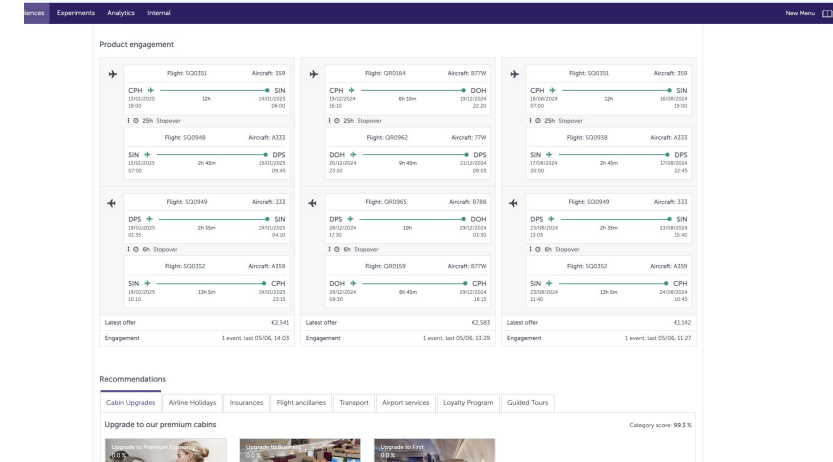 iences Experiments Analytics Internal New Menu
Product engagement
Flight: SQ0351 Aircraft: 359
CPH SIN
13/01/2025 12h 14/01/2025
18:00 06:00
25h Stopover
Flight: SQ0948 Aircraft: A333
SIN DPS
15/01/2025 2h 45m 15/01/2025
07:00 09:45
Flight: SQ0949 Aircraft: 333
DPS SIN
19/01/2025 2h 35m 19/01/2025
01:35 04:10
6h Stopover
Flight: SQ0352 Aircraft: A359
SIN CPH
19/01/2025 13h 5m 19/01/2025
10:10 23:15
Latest offer €2,541
Engagement 1 event, last 05/06, 14:03
Flight: QR0164 Aircraft: B77W
CPH DOH
19/12/2024 6h 10m 19/12/2024
16:10 22:20
25h Stopover
Flight: QR0962 Aircraft: 77W
DOH DPS
20/12/2024 9h 45m 21/12/2024
23:20 09:05
Flight: QR0965 Aircraft: B788
DPS DOH
28/12/2024 10h 29/12/2024
17:30 03:30
6h Stopover
Flight: QR0159 Aircraft: B77W
DOH CPH
29/12/2024 6h 45m 29/12/2024
09:30 16:15
Latest offer €2,583
Engagement 1 event, last 05/06, 13:29
Flight: SQ0351 Aircraft: 359
CPH SIN
16/08/2024 12h 16/08/2024
07:00 19:00
25h Stopover
Flight: SQ0938 Aircraft: A333
SIN DPS
17/08/2024 2h 45m 17/08/2024
20:00 22:45
Flight: SQ0949 Aircraft: 333
DPS SIN
23/08/2024 2h 35m 23/08/2024
13:05 15:40
6h Stopover
Flight: SQ0352 Aircraft: A359
SIN CPH
23/08/2024 13h 5m 24/08/2024
21:40 10:45
Latest offer €1,142
Engagement 1 event, last 05/06, 11:27
Recommendations
Cabin Upgrades Airline Holidays Insurances Flight ancillaries Transport Airport services Loyalty Program Guided Tours
Upgrade to our premium cabins Category score: 99.3 %
Upgrade to Premium Economy
0.0 %
Upgrade to Business
0.0 %
Upgrade to First
0.0 %